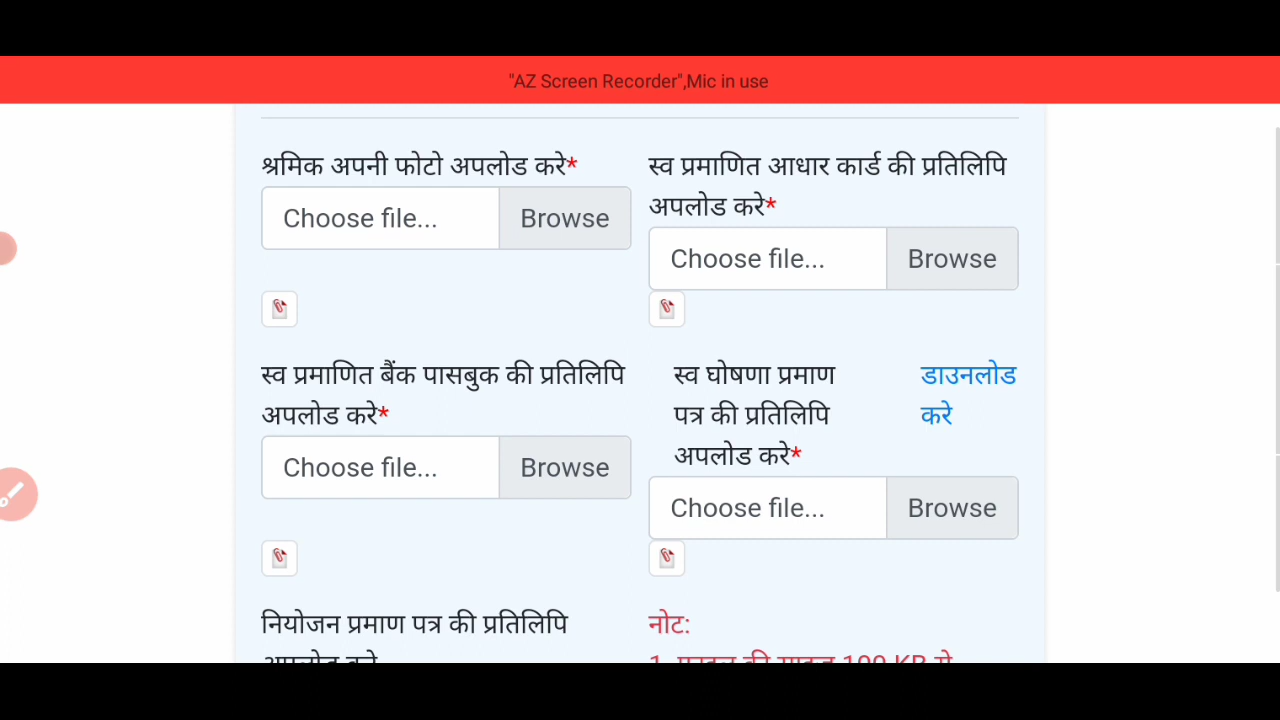 "AZ Screen Recorder",Mic in use
श्रमिक अपनी फोटो अपलोड करे*
Choose file... Browse
स्व प्रमाणित आधार कार्ड की प्रतिलिपि
अपलोड करे*
Choose file... Browse
स्व प्रमाणित बैंक पासबुक की प्रतिलिपि
अपलोड करे*
Choose file... Browse
स्व घोषणा प्रमाण
पत्र की प्रतिलिपि
अपलोड करे*
डाउनलोड
करे
Choose file... Browse
नियोजन प्रमाण पत्र की प्रतिलिपि
अपलोड करे
नोट: